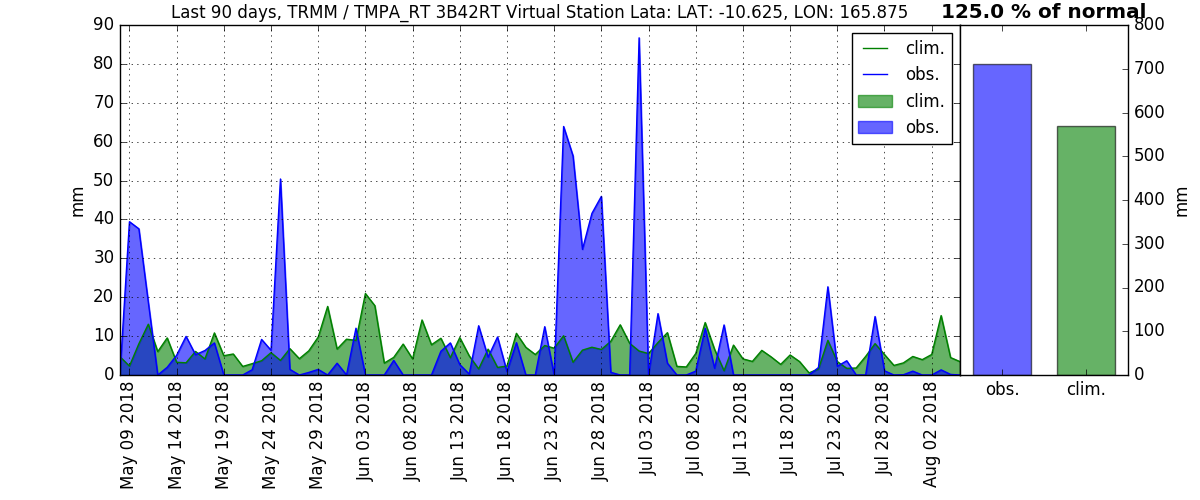 Last 90 days, TRMM / TMPA_RT 3B42RT Virtual Station Lata: LAT: -10.625, LON: 165.875
125.0 % of normal
90
80
70
60
50
40
30
20
10
0
mm
clim.
obs.
clim.
obs.
May 09 2018
May 14 2018
May 19 2018
May 24 2018
May 29 2018
Jun 03 2018
Jun 08 2018
Jun 13 2018
Jun 18 2018
Jun 23 2018
Jun 28 2018
Jul 03 2018
Jul 08 2018
Jul 13 2018
Jul 18 2018
Jul 23 2018
Jul 28 2018
Aug 02 2018
800
700
600
500
400
300
200
100
0
mm
obs.
clim.